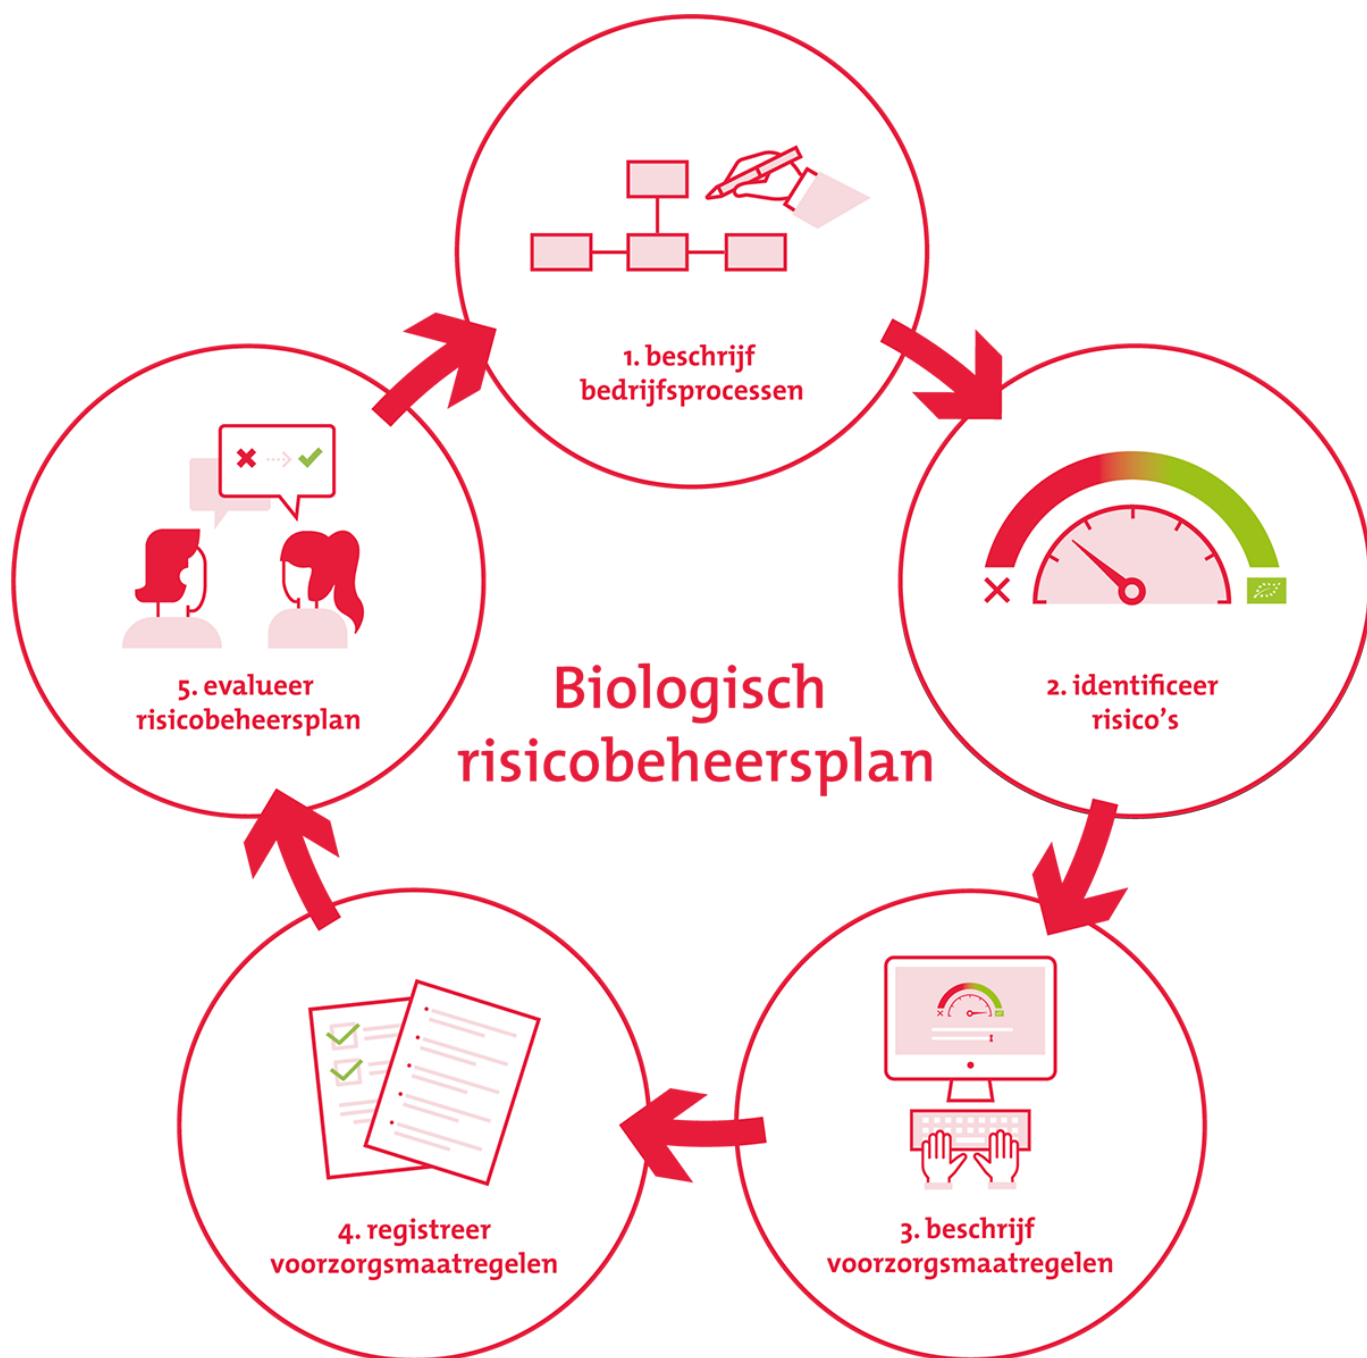 1. beschrijf
bedrijfsprocessen
2. identificeer
risico's
3. beschrijf
voorzorgsmaatregelen
4. registreer
voorzorgsmaatregelen
5. evalueer
risicobeheersplan
Biologisch
risicobeheersplan